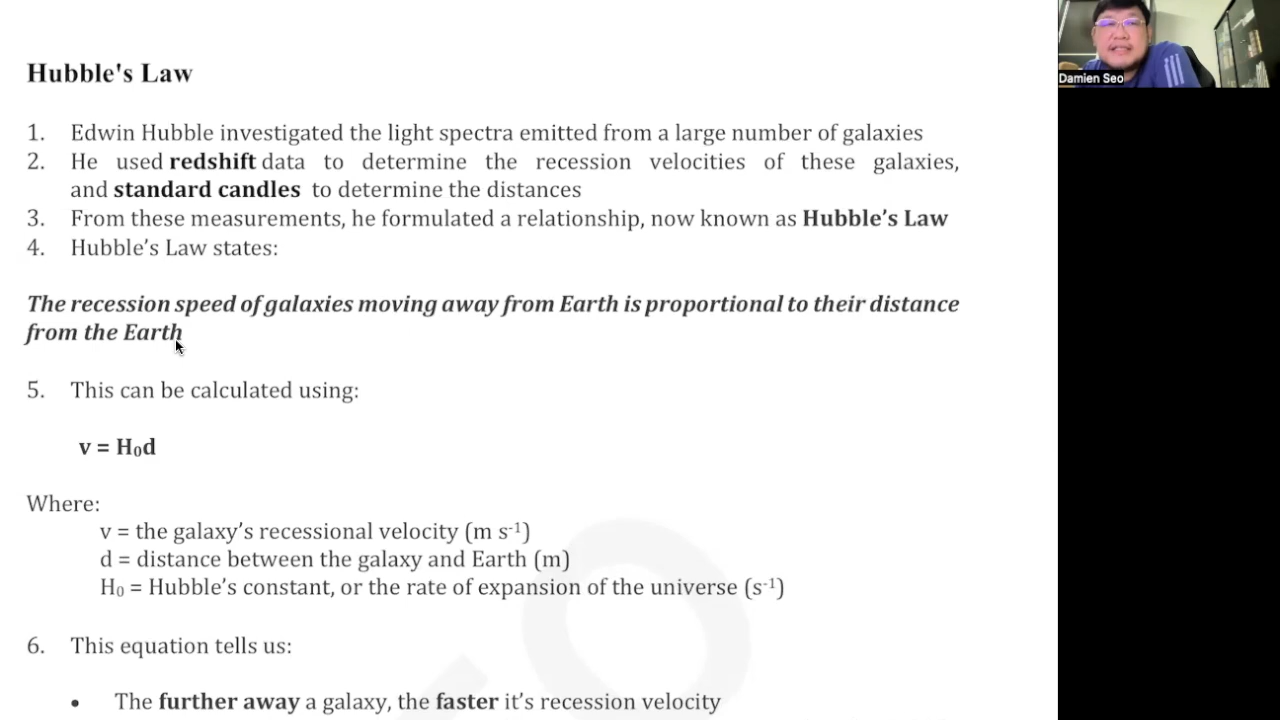 Hubble's Law
1. Edwin Hubble investigated the light spectra emitted from a large number of galaxies
2. He used redshift data to determine the recession velocities of these galaxies,
and standard candles to determine the distances
3. From these measurements, he formulated a relationship, now known as Hubble’s Law
4. Hubble’s Law states:
The recession speed of galaxies moving away from Earth is proportional to their distance
from the Earth
5. This can be calculated using:
v = H₀d
Where:
v = the galaxy’s recessional velocity (m s⁻¹)
d = distance between the galaxy and Earth (m)
H₀ = Hubble’s constant, or the rate of expansion of the universe (s⁻¹)
6. This equation tells us:
• The further away a galaxy, the faster it’s recession velocity
Damien Seo